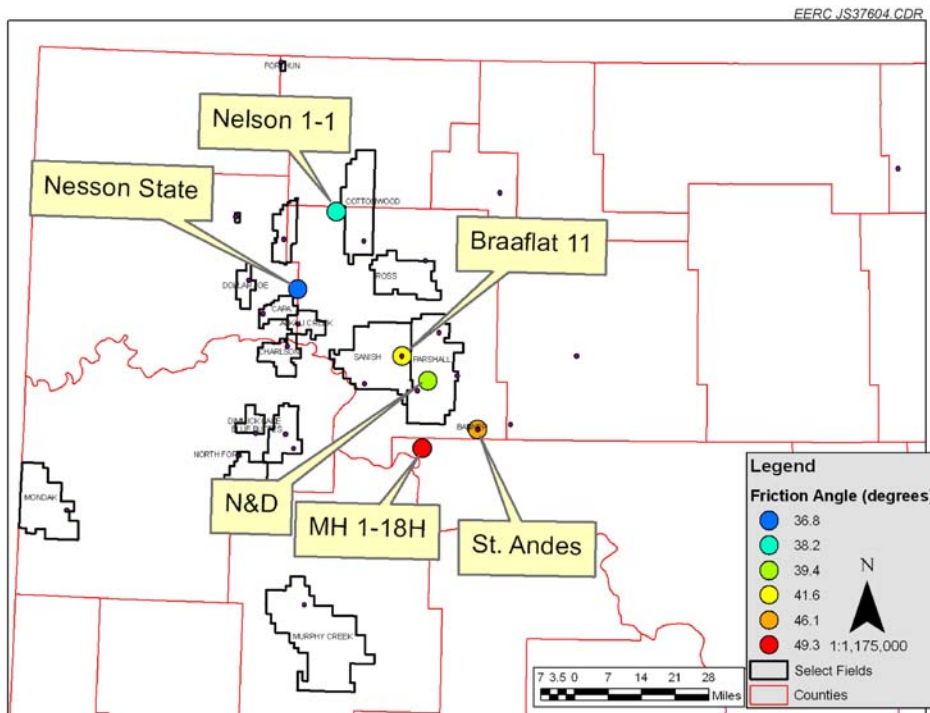 EERC JS37604.CDR
FORTHUN
Nelson 1-1
Nesson State
COTTONWOOD
Braaflat 11
ROSS
CAPA
SANISH
PARSHALL
CHARLSON
NORTH FORK
MONDAK
N&D
MH 1-18H
St. Andes
MURPHY CREEK
Legend
Friction Angle (degrees)
36.8
38.2
39.4
41.6
46.1
49.3
N
1:1,175,000
Select Fields
Counties
7 3.5 0 7 14 21 28
Miles